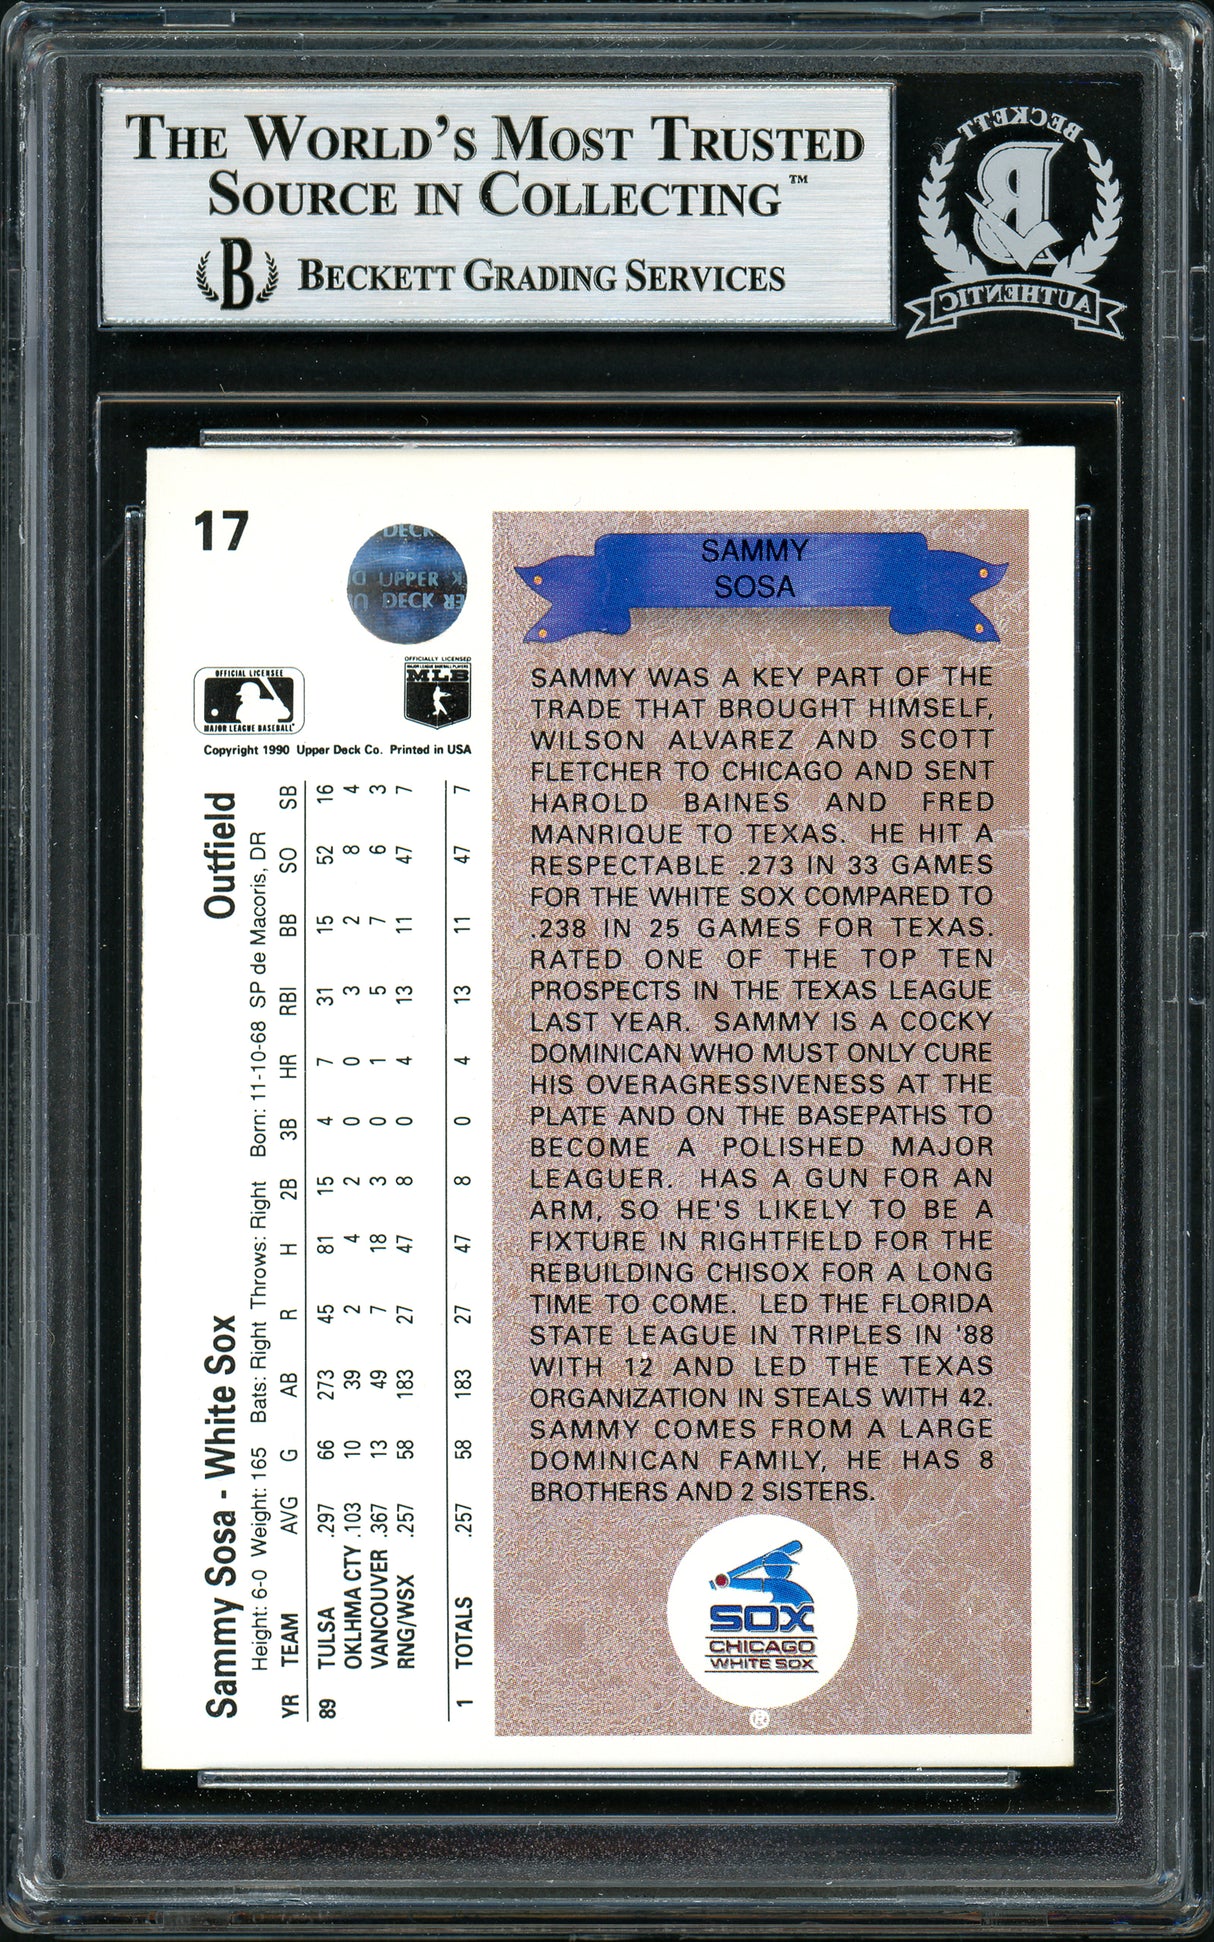 THE WORLD'S MOST TRUSTED
SOURCE IN COLLECTING™
B BECKETT GRADING SERVICES
BECKETT
B
AUTHENTIC
17
DECK
UPPER
DECK
OFFICIAL LICENSEE
MAJOR LEAGUE BASEBALL
OFFICIALLY LICENSED
MAJOR LEAGUE BASEBALL PLAYERS
MLB
Copyright 1990 Upper Deck Co. Printed in USA
Sammy Sosa - White Sox Outfield
Height: 6-0 Weight: 165 Bats: Right Throws: Right Born: 11-10-68 SP de Macoris, DR
YR TEAM AVG G AB R H 2B 3B HR RBI BB SO SB
89 TULSA .297 66 273 45 81 15 4 7 31 15 52 16
OKLHMA CTY .103 10 39 2 4 2 0 0 3 2 8 4
VANCOUVER .367 13 49 7 18 3 0 1 5 7 6 3
RNG/WSX .257 58 183 27 47 8 0 4 13 11 47 7
1 TOTALS .257 58 183 27 47 8 0 4 13 11 47 7
SAMMY
SOSA
SAMMY WAS A KEY PART OF THE
TRADE THAT BROUGHT HIMSELF,
WILSON ALVAREZ AND SCOTT
FLETCHER TO CHICAGO AND SENT
HAROLD BAINES AND FRED
MANRIQUE TO TEXAS. HE HIT A
RESPECTABLE .273 IN 33 GAMES
FOR THE WHITE SOX COMPARED TO
.238 IN 25 GAMES FOR TEXAS.
RATED ONE OF THE TOP TEN
PROSPECTS IN THE TEXAS LEAGUE
LAST YEAR. SAMMY IS A COCKY
DOMINICAN WHO MUST ONLY CURE
HIS OVERAGRESSIVENESS AT THE
PLATE AND ON THE BASEPATHS TO
BECOME A POLISHED MAJOR
LEAGUER. HAS A GUN FOR AN
ARM, SO HE'S LIKELY TO BE A
FIXTURE IN RIGHTFIELD FOR THE
REBUILDING CHISOX FOR A LONG
TIME TO COME. LED THE FLORIDA
STATE LEAGUE IN TRIPLES IN '88
WITH 12 AND LED THE TEXAS
ORGANIZATION IN STEALS WITH 42.
SAMMY COMES FROM A LARGE
DOMINICAN FAMILY, HE HAS 8
BROTHERS AND 2 SISTERS.
SOX
CHICAGO
WHITE SOX
®